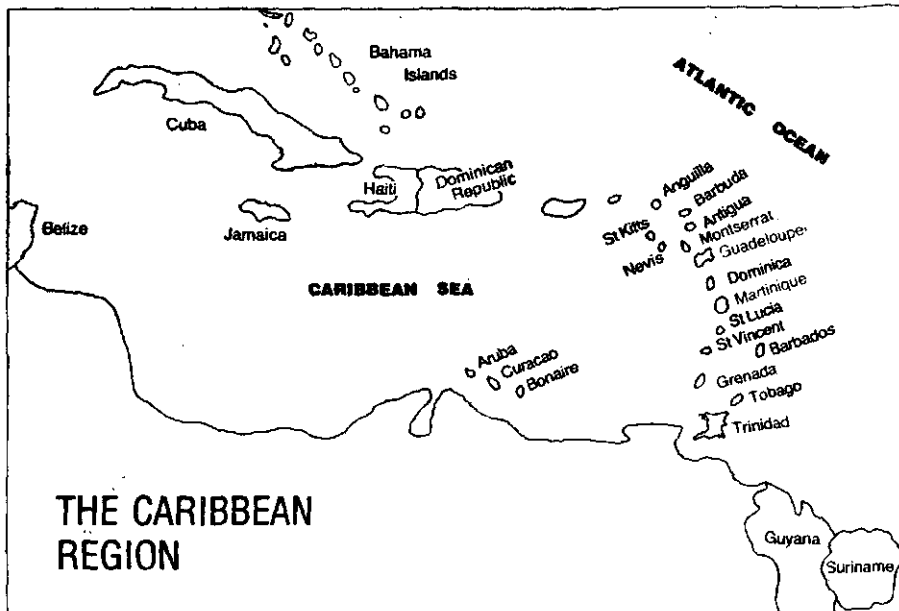 Bahama
Islands
ATLANTIC OCEAN
Cuba
Haiti
Dominican
Republic
Anguilla
Barbuda
Antigua
St Kitts
Montserrat
Nevis
Guadeloupe
Belize
Jamaica
Dominica
CARIBBEAN SEA
Martinique
St Lucia
St Vincent
Barbados
Aruba
Curacao
Bonaire
Grenada
Tobago
Trinidad
THE CARIBBEAN
REGION
Guyana
Suriname